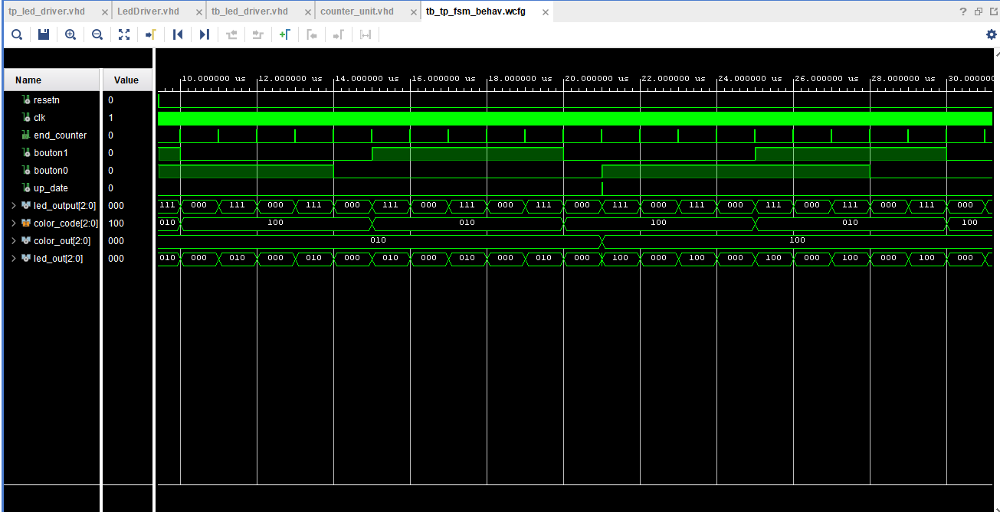 tp_led_driver.vhd × LedDriver.vhd × tb_led_driver.vhd × counter_unit.vhd × tb_tp_fsm_behav.wcfg × ?
Name Value
10.000000 us 12.000000 us 14.000000 us 16.000000 us 18.000000 us 20.000000 us 22.000000 us 24.000000 us 26.000000 us 28.000000 us 30.000000
resetn 0
clk 1
end_counter 0
bouton1 0
bouton0 0
up_date 0
led_output[2:0] 000 111 000 111 000 111 000 111 000 111 000 111 000 111 000 111 000 111 000 111 000 111 000
color_code[2:0] 100 010 100 010 100 010 100
color_out[2:0] 000 010 100
led_out[2:0] 000 010 000 010 000 010 000 010 000 010 000 010 000 100 000 100 000 100 000 100 000 100 000